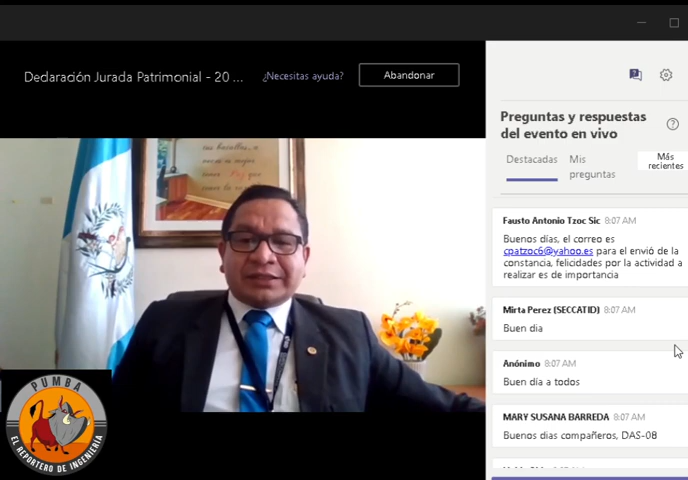 Declaración Jurada Patrimonial - 20 ...
¿Necesitas ayuda?
Abandonar
Preguntas y respuestas
del evento en vivo
Destacadas
Mis
preguntas
Más
recientes
Fausto Antonio Tzoc Sic 8:07 AM
Buenos días, el correo es
cpatzoc6@yahoo.es para el envió de la
constancia, felicidades por la actividad a
realizar es de importancia
Mirta Perez (SECCATID) 8:07 AM
Buen dia
Anónimo 8:07 AM
Buen día a todos
MARY SUSANA BARREDA 8:07 AM
Buenos dias compañeros, DAS-08
PUMBA
EL REPORTERO DE INGENIERÍA